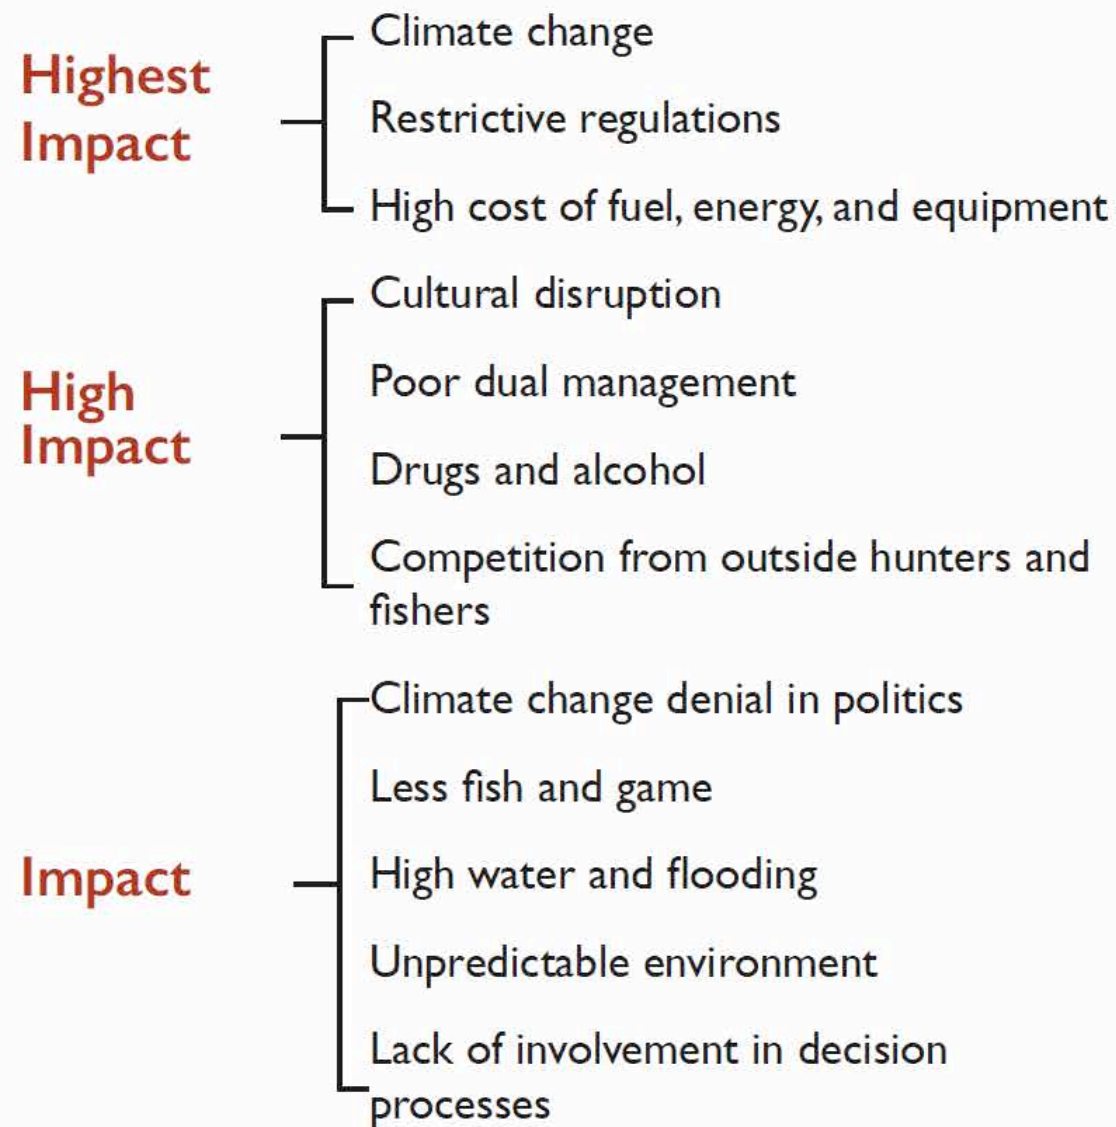 Highest
Impact
Climate change
Restrictive regulations
High cost of fuel, energy, and equipment
High
Impact
Cultural disruption
Poor dual management
Drugs and alcohol
Competition from outside hunters and
fishers
Impact
Climate change denial in politics
Less fish and game
High water and flooding
Unpredictable environment
Lack of involvement in decision
processes